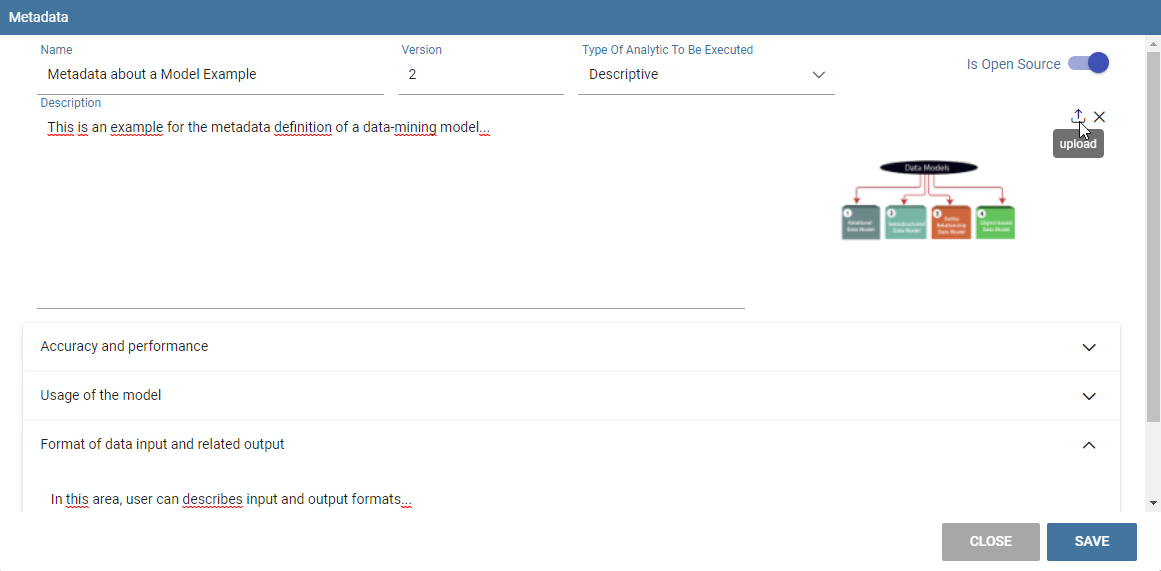 Metadata
Name
Version
Type Of Analytic To Be Executed
Metadata about a Model Example
2
Descriptive
Is Open Source
Description
This is an example for the metadata definition of a data-mining model...
upload
Data Models
1
2
3
4
Relational
Data Model
Semistructured
Data Model
Entity-
Relationship
Data Model
Object-based
Data Model
Accuracy and performance
Usage of the model
Format of data input and related output
In this area, user can describes input and output formats...
CLOSE
SAVE